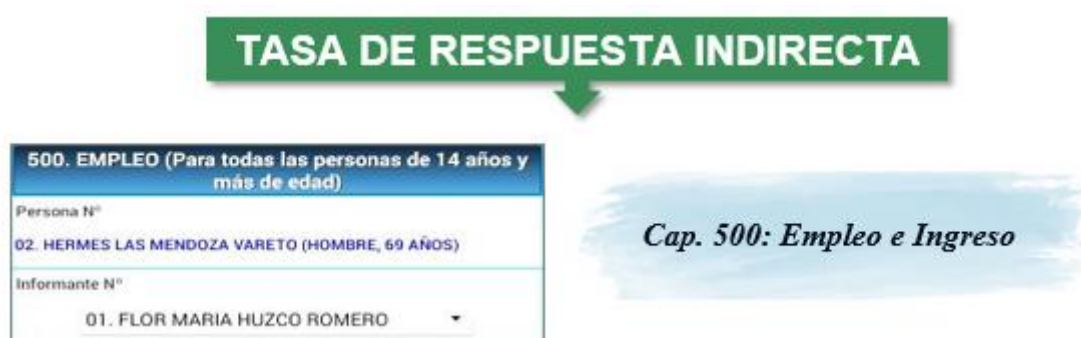 TASA DE RESPUESTA INDIRECTA
500. EMPLEO (Para todas las personas de 14 años y
más de edad)
Persona N°
02. HERMES LAS MENDOZA VARETO (HOMBRE, 69 AÑOS)
Informante N°
01. FLOR MARIA HUZCO ROMERO
Cap. 500: Empleo e Ingreso